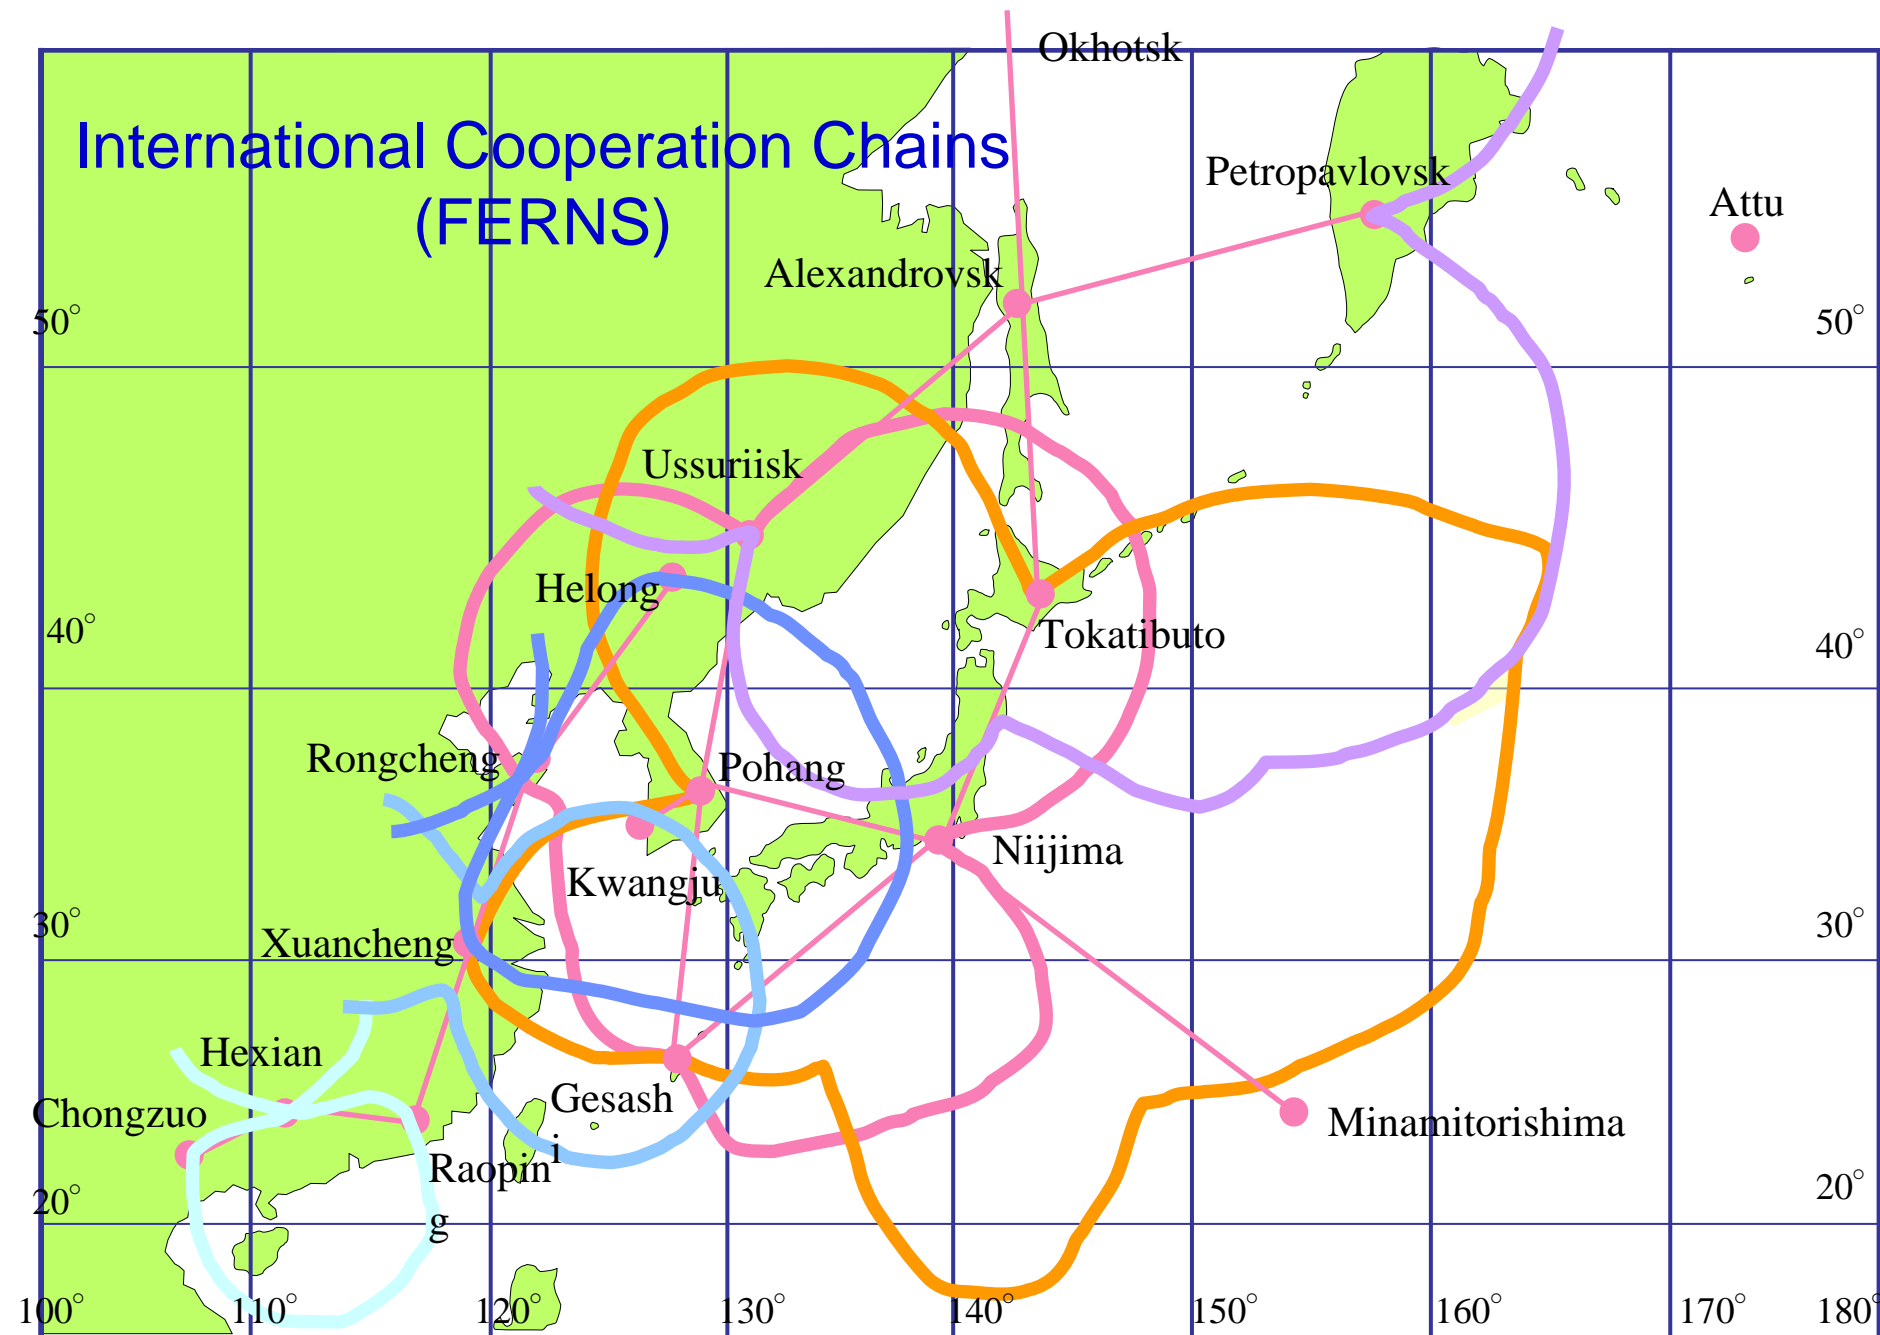 Okhotsk
International Cooperation Chains
(FERNS)
Petropavlovsk
Attu
Alexandrovsk
50°
50°
Ussuriisk
Helong
40°
Tokatibuto
40°
Rongcheng
Pohang
Niijima
Kwangju
30°
Xuancheng
30°
Hexian
Gesash
i
Chongzuo
Minamitorishima
Raopin
g
20°
20°
100°
110°
120°
130°
140°
150°
160°
170°
180°